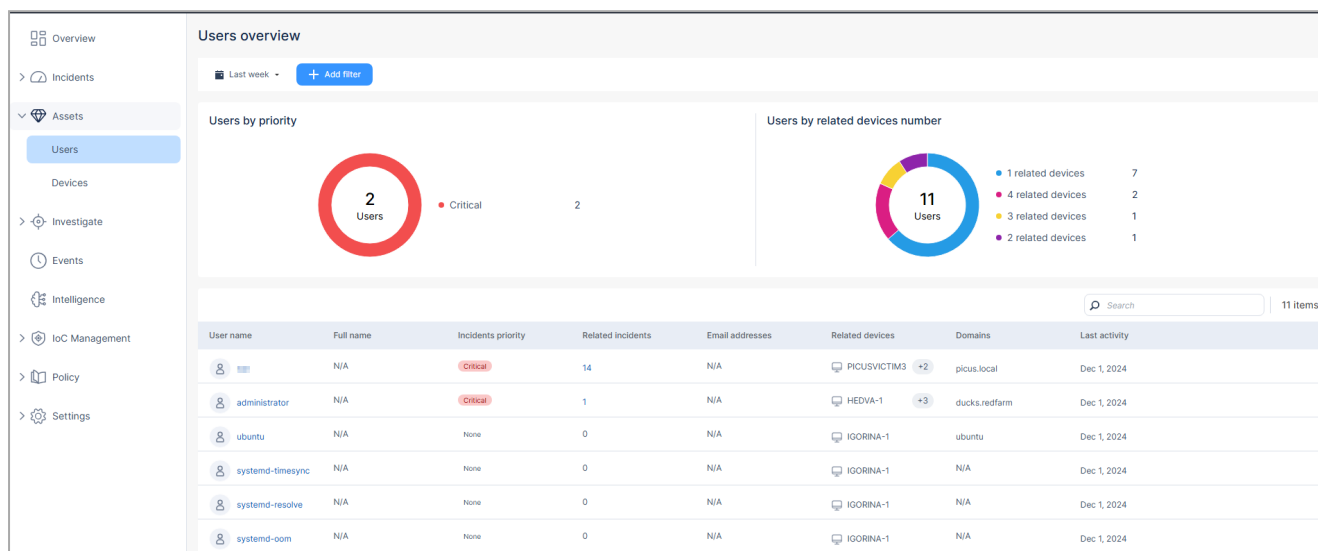 Overview
Incidents
Assets
Users
Devices
Investigate
Events
Intelligence
IoC Management
Policy
Settings
Users overview
Last week
+ Add filter
Users by priority
2
Users
Critical 2
Users by related devices number
11
Users
1 related devices 7
4 related devices 2
3 related devices 1
2 related devices 1
Search
11 items
User name Full name Incidents priority Related incidents Email addresses Related devices Domains Last activity
N/A Critical 14 N/A PICUSVICTIM3 +2 picus.local Dec 1, 2024
administrator N/A Critical 1 N/A HEDVA-1 +3 ducks.redfarm Dec 1, 2024
ubuntu N/A None 0 N/A IGORINA-1 ubuntu Dec 1, 2024
systemd-timesync N/A None 0 N/A IGORINA-1 N/A Dec 1, 2024
systemd-resolve N/A None 0 N/A IGORINA-1 N/A Dec 1, 2024
systemd-oom N/A None 0 N/A IGORINA-1 N/A Dec 1, 2024